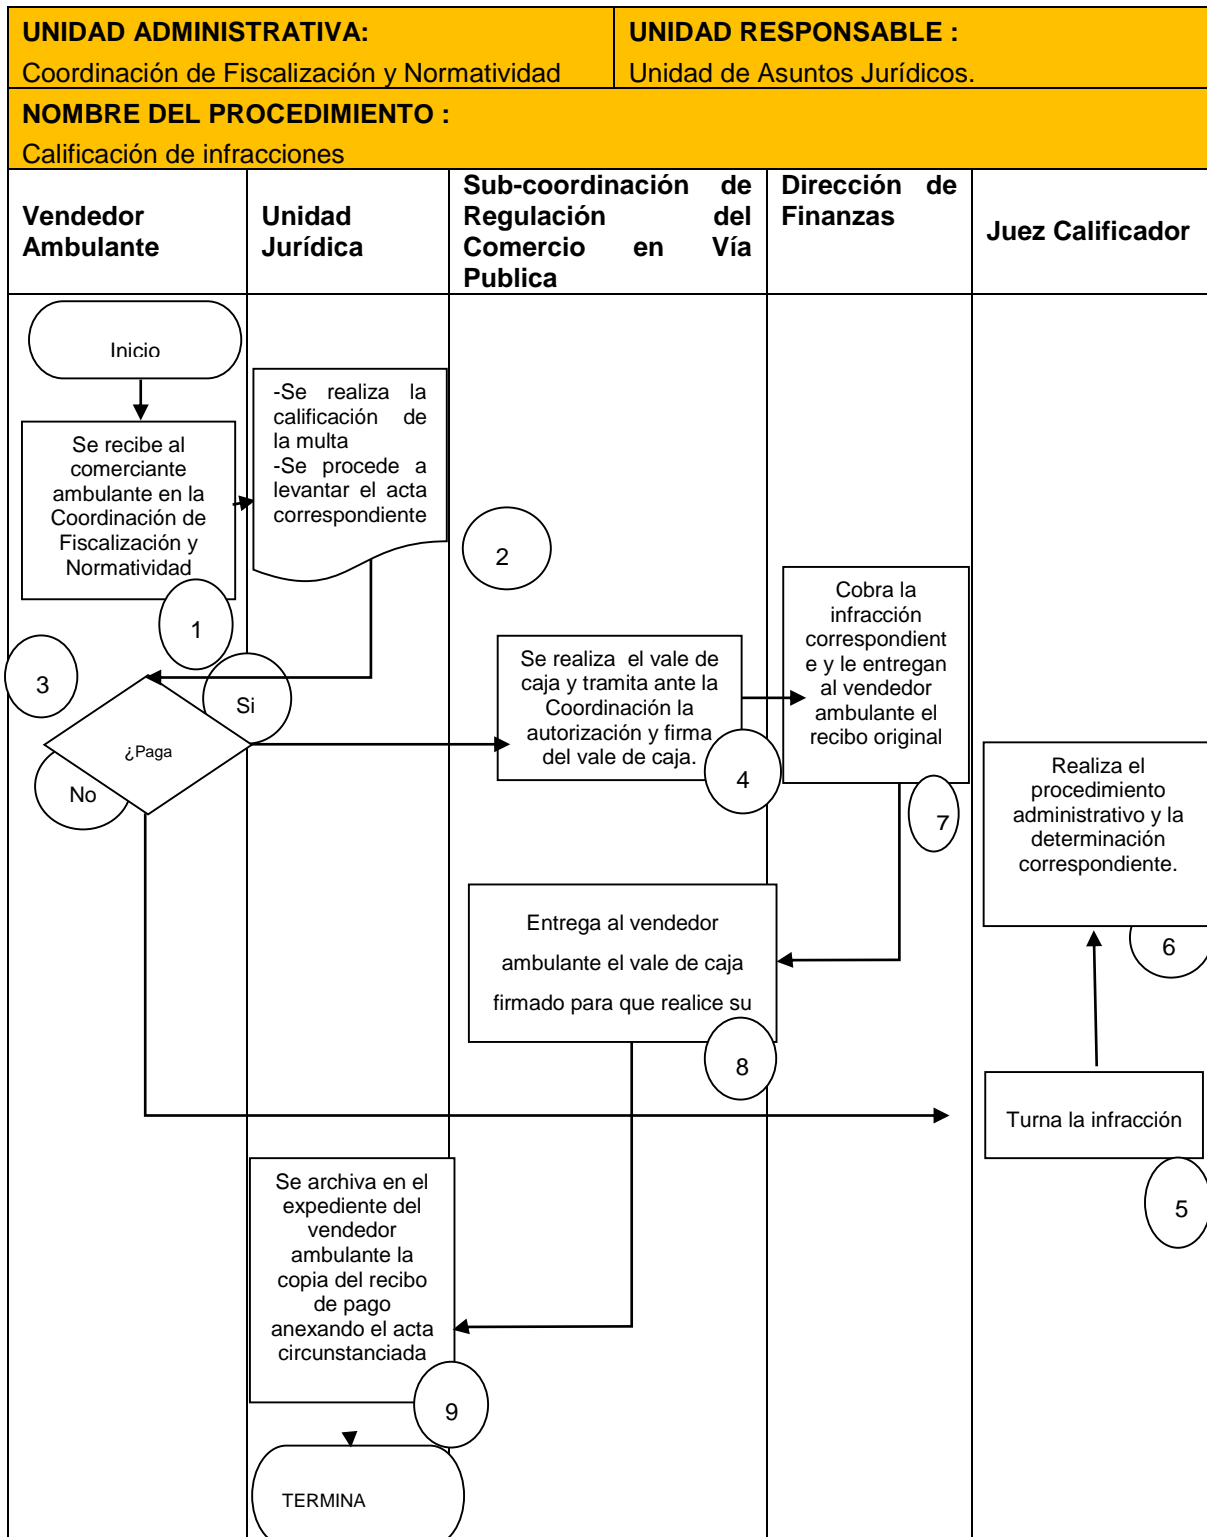 UNIDAD ADMINISTRATIVA:
Coordinación de Fiscalización y Normatividad
UNIDAD RESPONSABLE :
Unidad de Asuntos Jurídicos.
NOMBRE DEL PROCEDIMIENTO :
Calificación de infracciones
Vendedor
Ambulante
Unidad
Jurídica
Sub-coordinación de
Regulación del
Comercio en Vía
Publica
Dirección de
Finanzas
Juez Calificador
Inicio
Se recibe al
comerciante
ambulante en la
Coordinación de
Fiscalización y
Normatividad
1
-Se realiza la
calificación de
la multa
-Se procede a
levantar el acta
correspondiente
2
3
Si
¿Paga
No
Se realiza el vale de
caja y tramita ante la
Coordinación la
autorización y firma
del vale de caja.
4
Cobra la
infracción
correspondient
e y le entregan
al vendedor
ambulante el
recibo original
7
Realiza el
procedimiento
administrativo y la
determinación
correspondiente.
6
Entrega al vendedor
ambulante el vale de caja
firmado para que realice su
8
Turna la infracción
5
Se archiva en el
expediente del
vendedor
ambulante la
copia del recibo
de pago
anexando el acta
circunstanciada
9
TERMINA